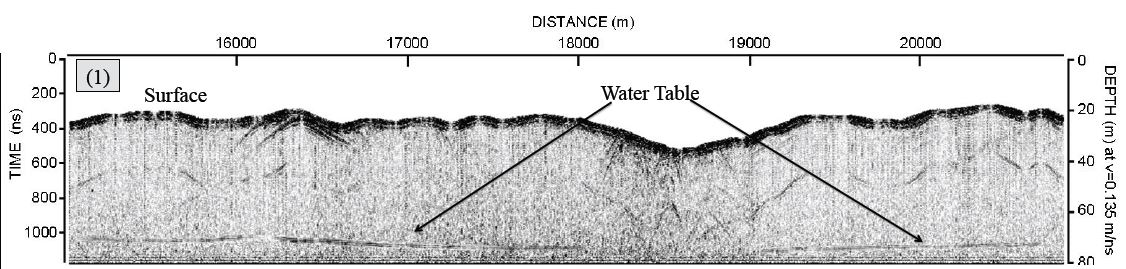 DISTANCE (m)
16000 17000 18000 19000 20000
(1)
Surface
Water Table
TIME (ns)
0
200
400
600
800
1000
0
20
40
60
80
DEPTH (m) at v=0.135 m/ns